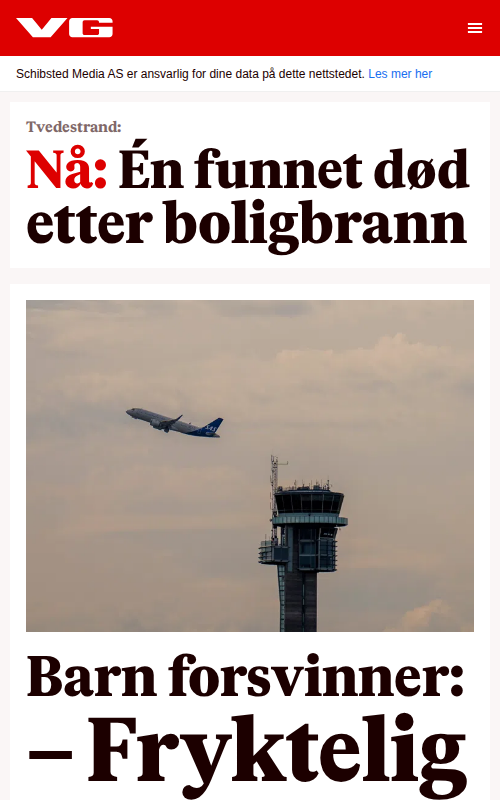 VG
Schibsted Media AS er ansvarlig for dine data på dette nettstedet. Les mer her
Tvedestrand:
Nå: Én funnet død
etter boligbrann
SAS
Barn forsvinner:
– Fryktelig